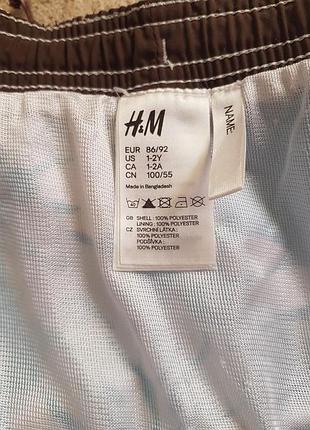 H&M
EUR 86/92
US 1-2Y
CA 1-2A
CN 100/55
Made in Bangladesh
GB SHELL : 100% POLYESTER
LINING : 100% POLYESTER
CZ SVRCHNÍ LÁTKA :
100% POLYESTER
PODŠÍVKA :
100% POLYESTER
NAME: